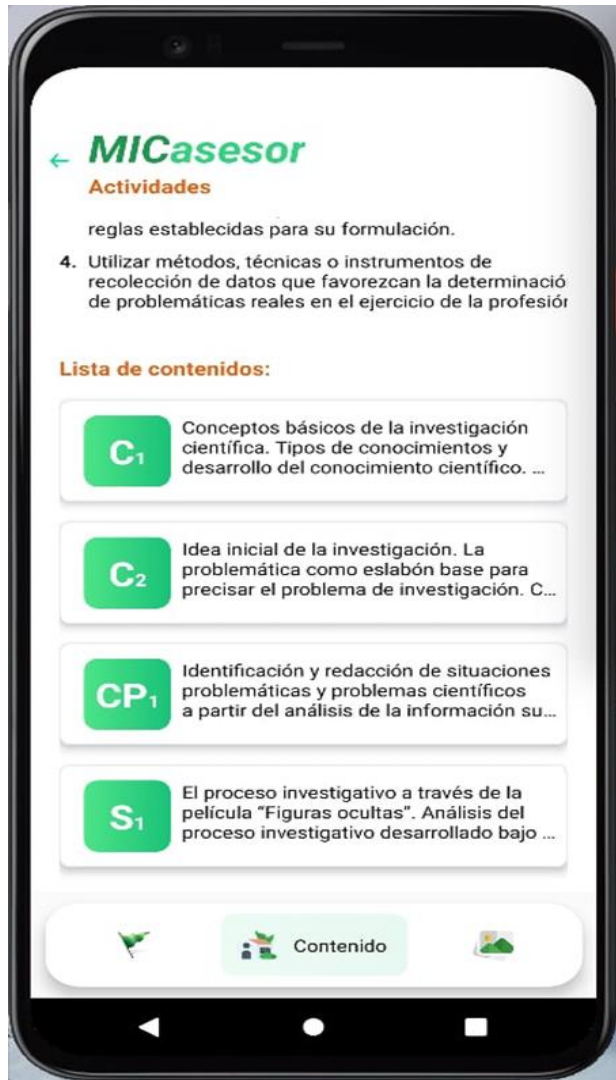 MICasesor
Actividades
reglas establecidas para su formulación.
4. Utilizar métodos, técnicas o instrumentos de
recolección de datos que favorezcan la determinació
de problemáticas reales en el ejercicio de la profesió
Lista de contenidos:
C1
Conceptos básicos de la investigación
científica. Tipos de conocimientos y
desarrollo del conocimiento científico. ...
C2
Idea inicial de la investigación. La
problemática como eslabón base para
precisar el problema de investigación. C...
CP1
Identificación y redacción de situaciones
problemáticas y problemas científicos
a partir del análisis de la información su...
S1
El proceso investigativo a través de la
película "Figuras ocultas". Análisis del
proceso investigativo desarrollado bajo ...
Contenido